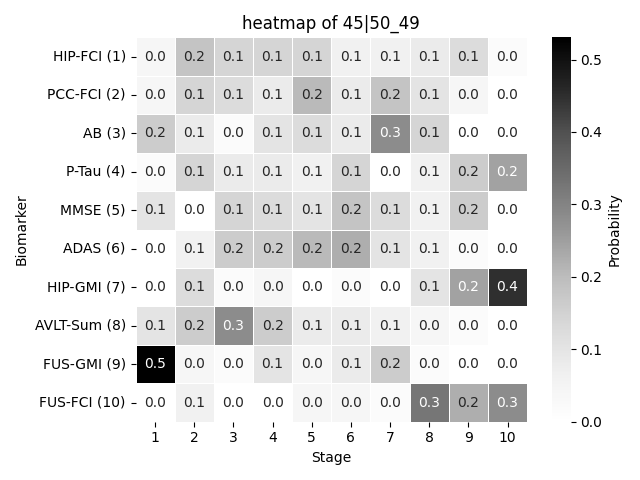 heatmap of 45|50_49
HIP-FCI (1) 0.0 0.2 0.1 0.1 0.1 0.1 0.1 0.1 0.1 0.0
PCC-FCI (2) 0.0 0.1 0.1 0.1 0.2 0.1 0.2 0.1 0.0 0.0
AB (3) 0.2 0.1 0.0 0.1 0.1 0.1 0.3 0.1 0.0 0.0
P-Tau (4) 0.0 0.1 0.1 0.1 0.1 0.1 0.0 0.1 0.2 0.2
MMSE (5) 0.1 0.0 0.1 0.1 0.1 0.2 0.1 0.1 0.2 0.0
ADAS (6) 0.0 0.1 0.2 0.2 0.2 0.2 0.1 0.1 0.0 0.0
HIP-GMI (7) 0.0 0.1 0.0 0.0 0.0 0.0 0.0 0.1 0.2 0.4
AVLT-Sum (8) 0.1 0.2 0.3 0.2 0.1 0.1 0.1 0.0 0.0 0.0
FUS-GMI (9) 0.5 0.0 0.0 0.1 0.0 0.1 0.2 0.0 0.0 0.0
FUS-FCI (10) 0.0 0.1 0.0 0.0 0.0 0.0 0.0 0.3 0.2 0.3
1 2 3 4 5 6 7 8 9 10
Stage
Biomarker
0.5
0.4
0.3
0.2
0.1
0.0
Probability